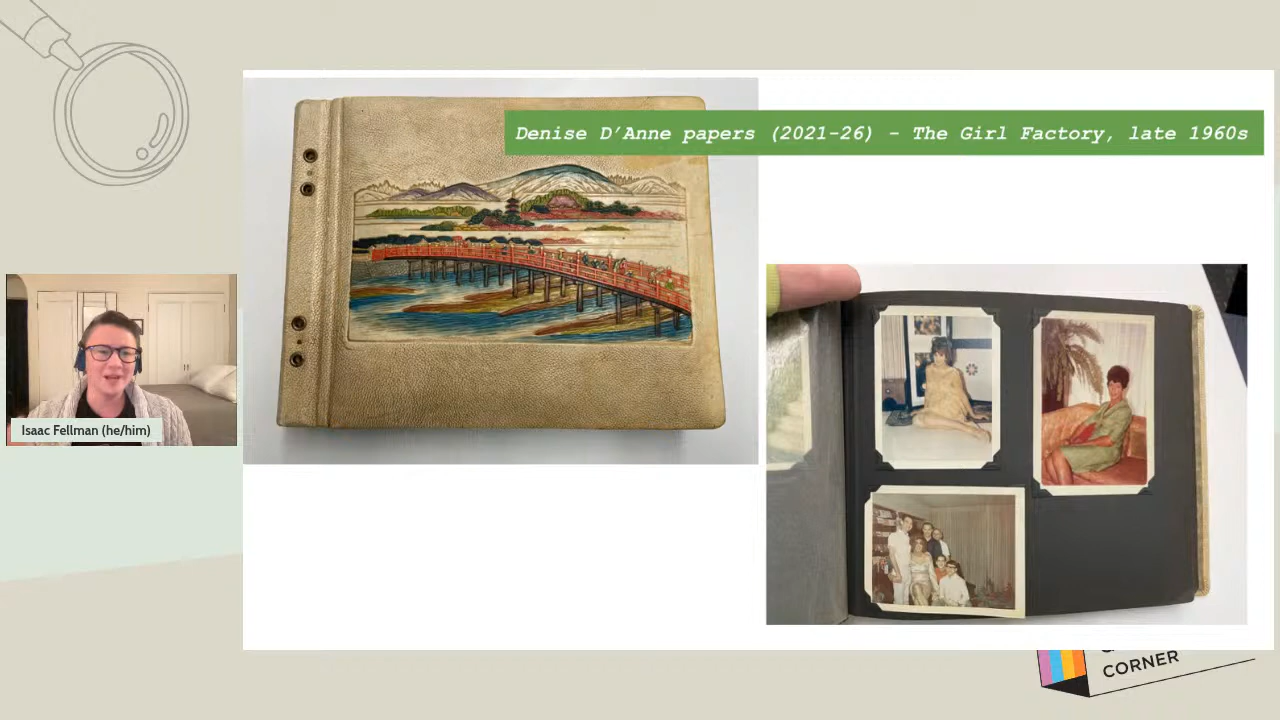 Denise D'Anne papers (2021-26) - The Girl Factory, late 1960s
Isaac Fellman (he/him)
CORNER